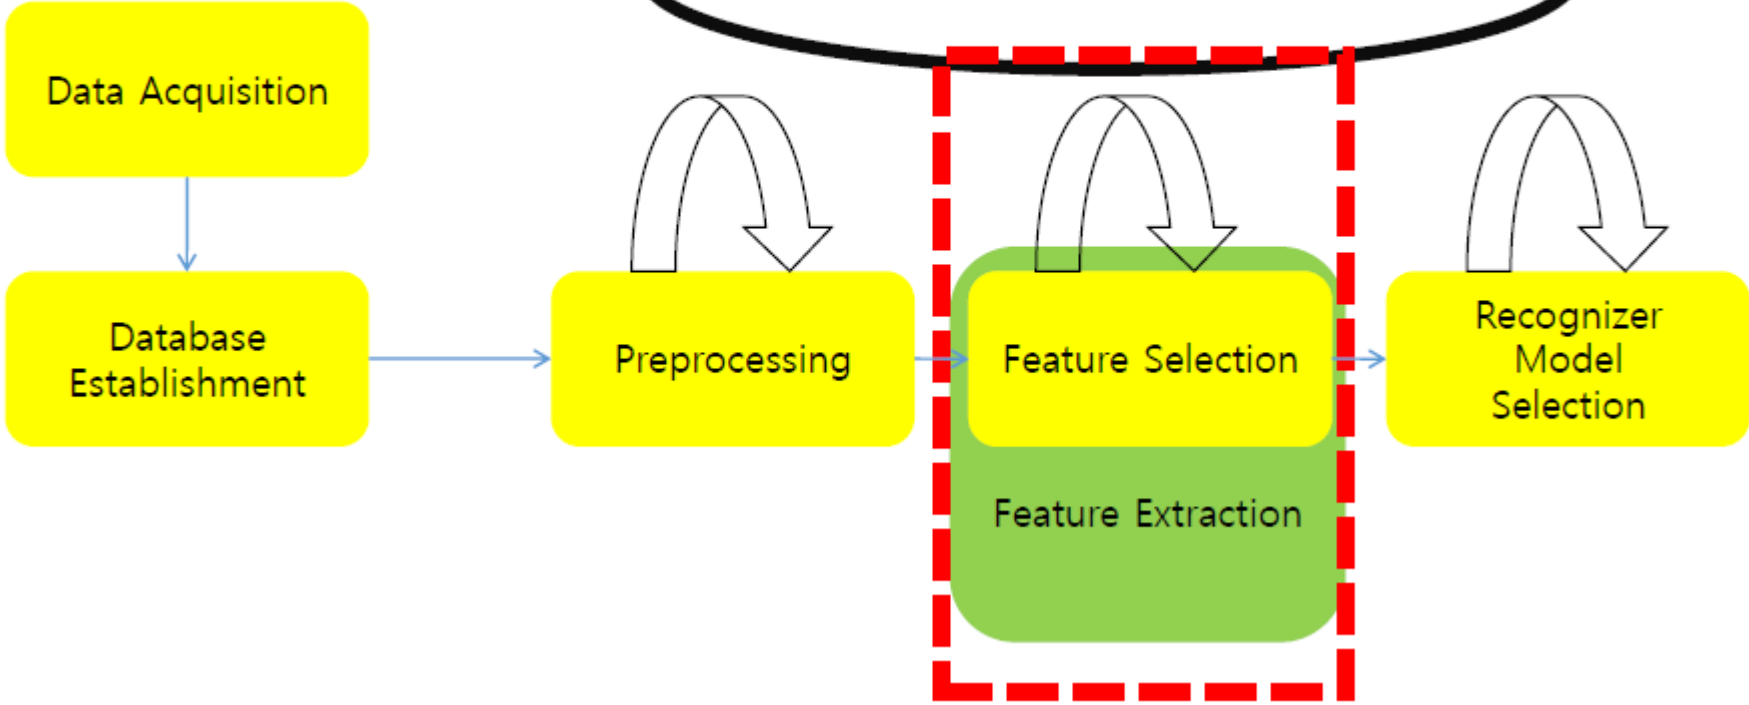 Data Acquisition
Database
Establishment
Preprocessing
Feature Selection
Feature Extraction
Recognizer
Model
Selection